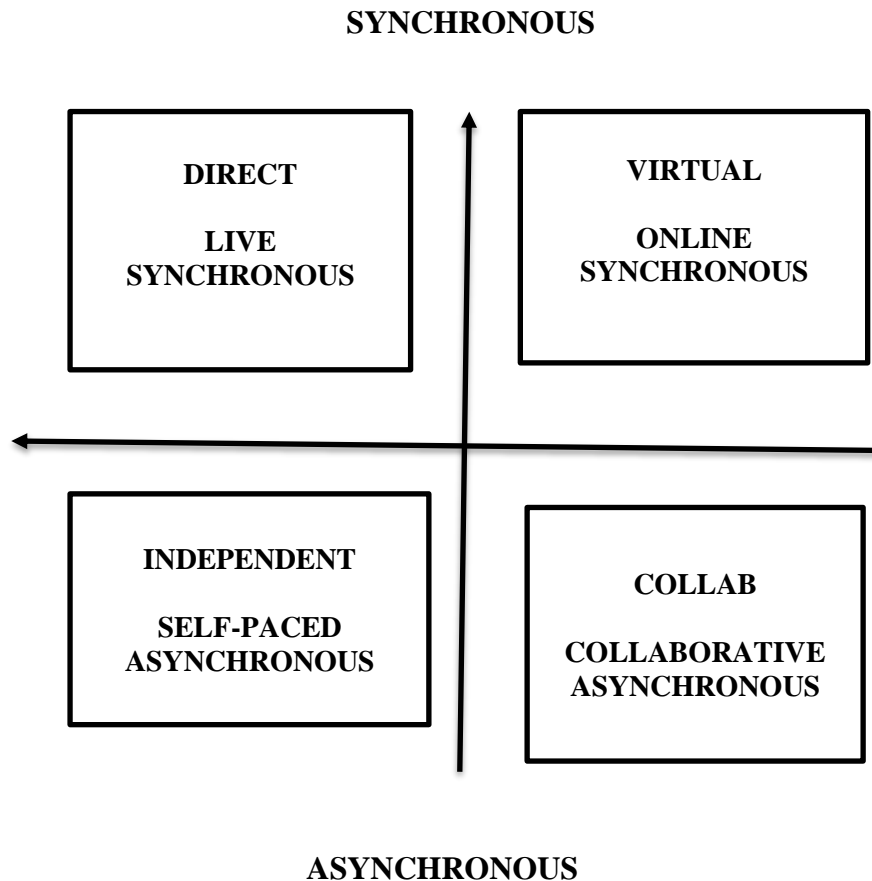 SYNCHRONOUS
DIRECT
LIVE
SYNCHRONOUS
VIRTUAL
ONLINE
SYNCHRONOUS
INDEPENDENT
SELF-PACED
ASYNCHRONOUS
COLLAB
COLLABORATIVE
ASYNCHRONOUS
ASYNCHRONOUS